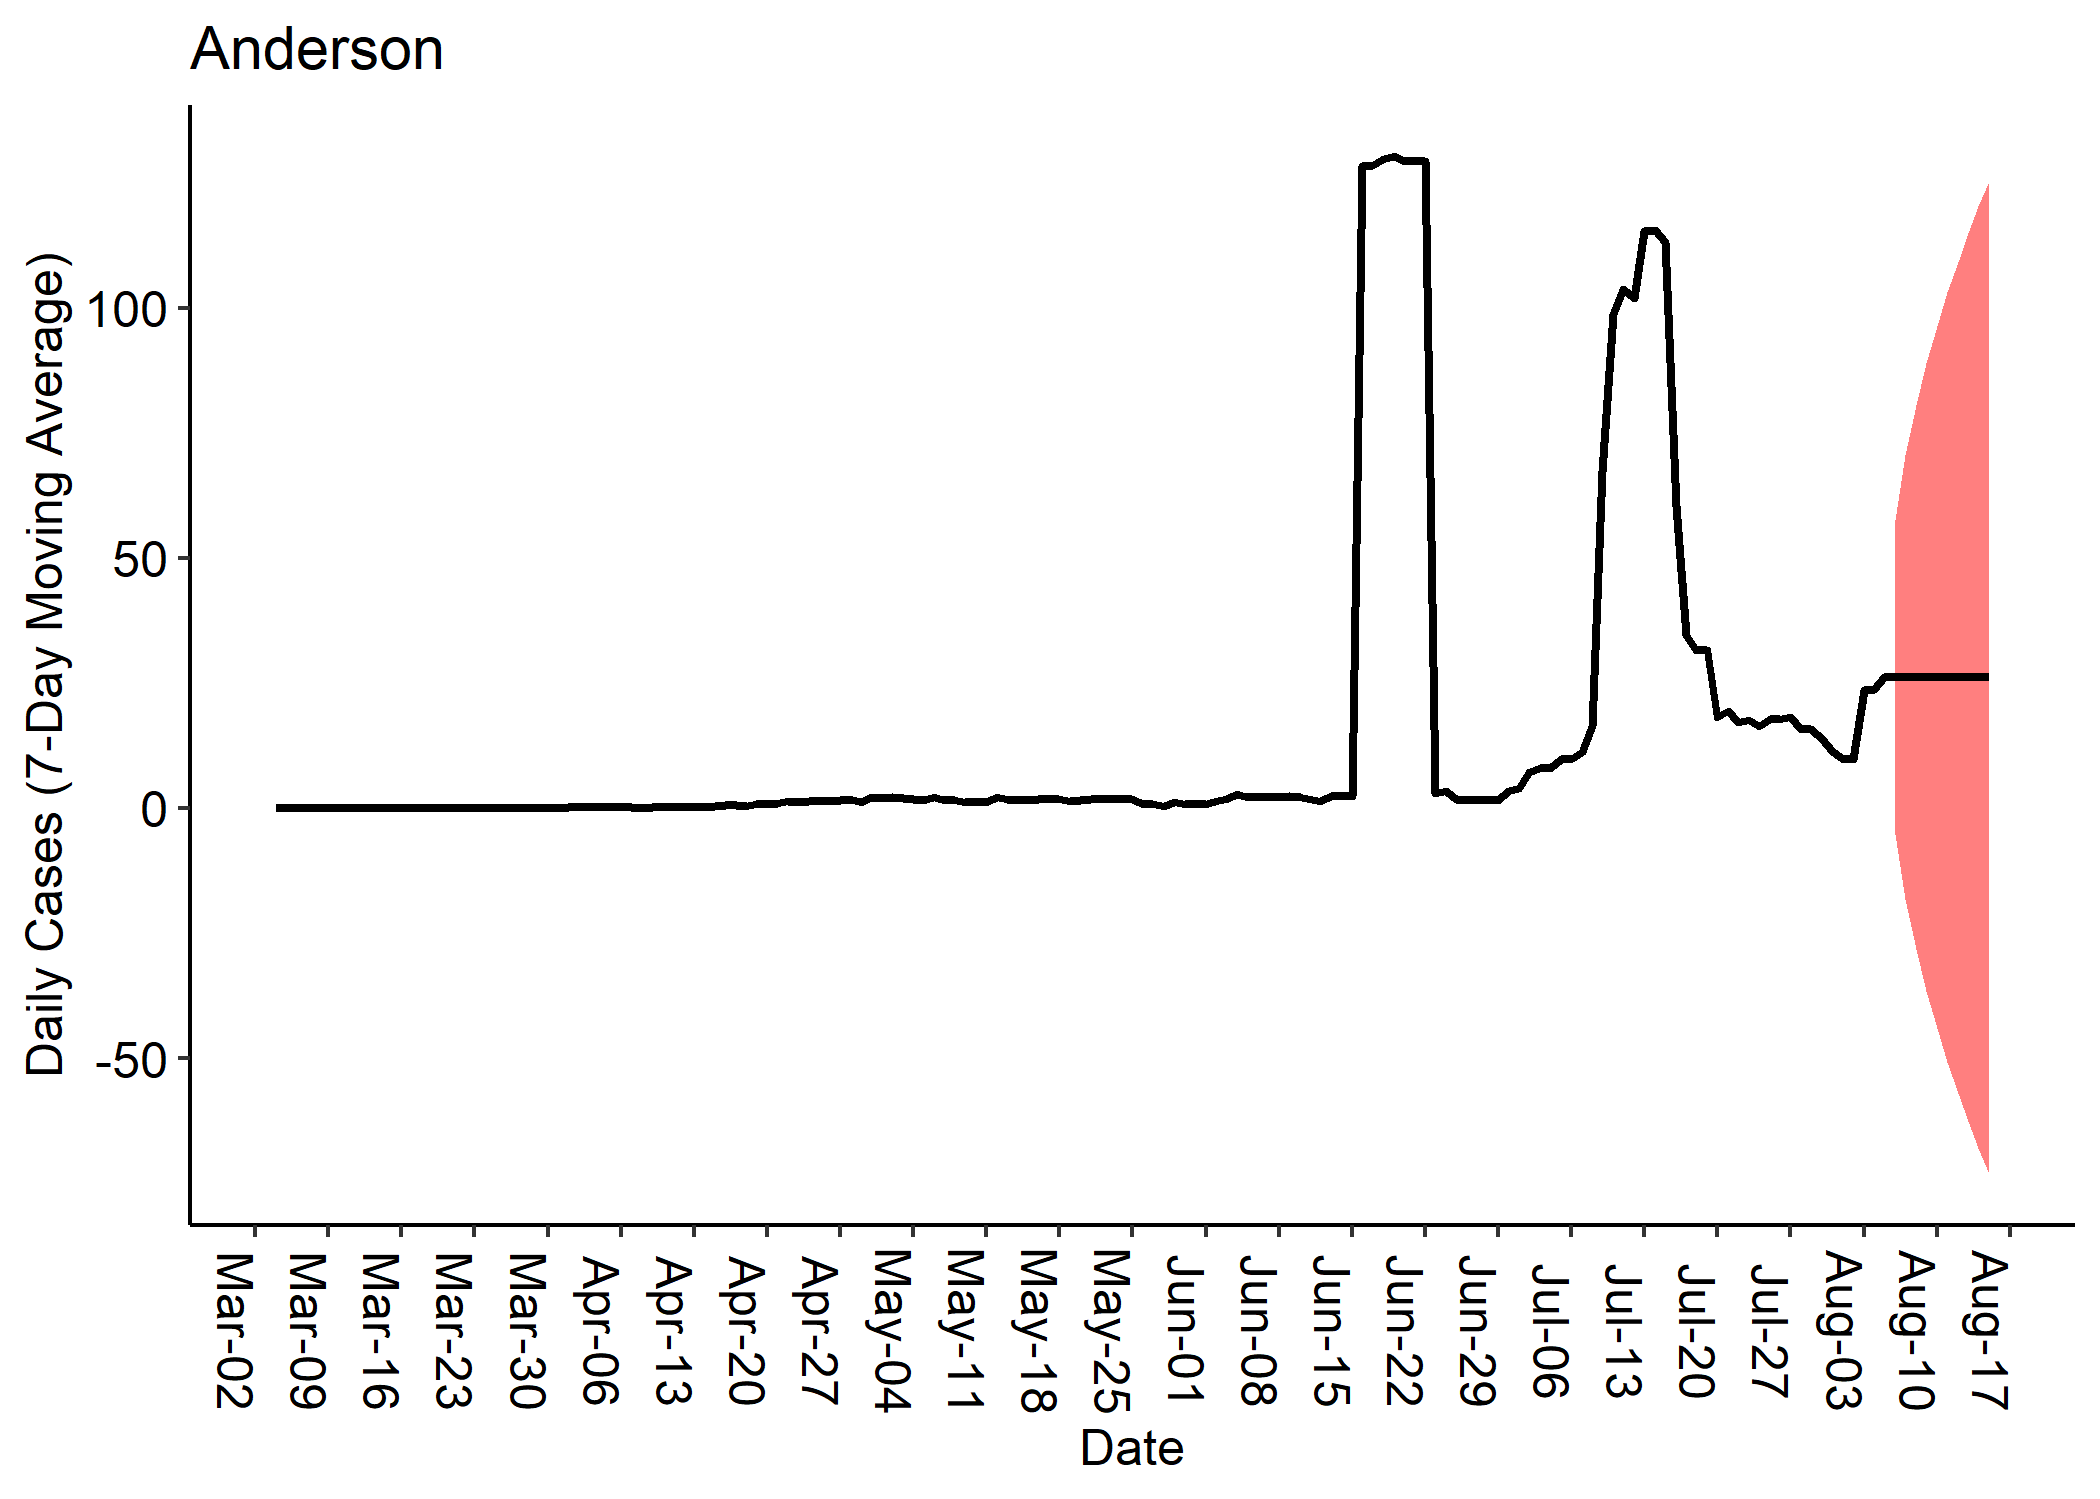 Anderson
Daily Cases (7-Day Moving Average)
100
50
0
-50
Mar-02
Mar-09
Mar-16
Mar-23
Mar-30
Apr-06
Apr-13
Apr-20
Apr-27
May-04
May-11
May-18
May-25
Jun-01
Jun-08
Jun-15
Jun-22
Jun-29
Jul-06
Jul-13
Jul-20
Jul-27
Aug-03
Aug-10
Aug-17
Date